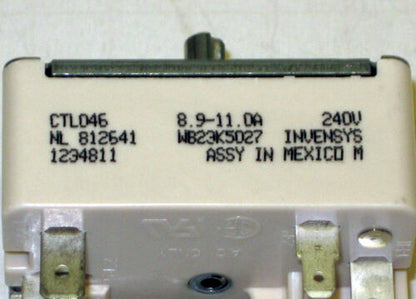 CTL046 8.9-11.0A 240V
NL 812641 WB23K5027 INVENSYS
1234811 ASSY IN MEXICO M